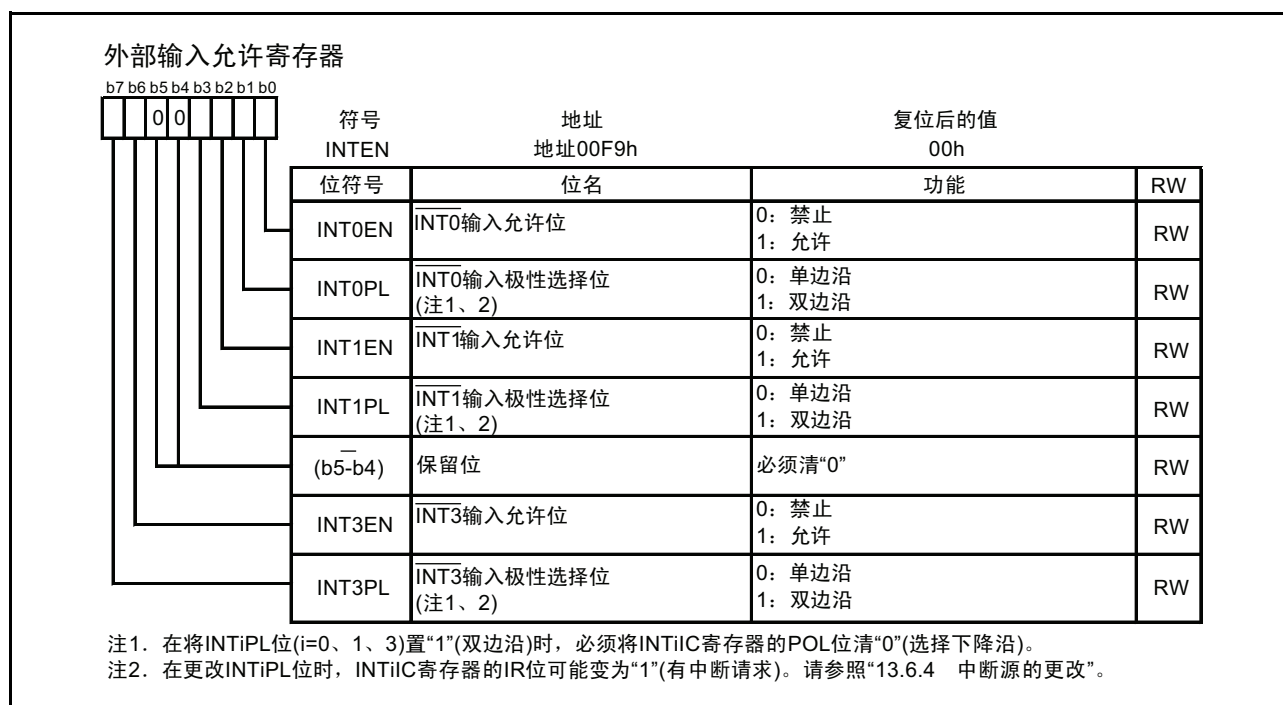 外部输入允许寄存器
b7 b6 b5 b4 b3 b2 b1 b0
0 0
符号 地址 复位后的值
INTEN 地址00F9h 00h
位符号 位名 功能 RW
INT0EN INT0输入允许位 0：禁止 RW
1：允许
INT0PL INT0输入极性选择位 0：单边沿 RW
(注1、2) 1：双边沿
INT1EN INT1输入允许位 0：禁止 RW
1：允许
INT1PL INT1输入极性选择位 0：单边沿 RW
(注1、2) 1：双边沿
—
(b5-b4) 保留位 必须清“0” RW
INT3EN INT3输入允许位 0：禁止 RW
1：允许
INT3PL INT3输入极性选择位 0：单边沿 RW
(注1、2) 1：双边沿
注1．在将INTiPL位(i=0、1、3)置“1”(双边沿)时，必须将INTiIC寄存器的POL位清“0”(选择下降沿)。
注2．在更改INTiPL位时，INTiIC寄存器的IR位可能变为“1”(有中断请求)。请参照“13.6.4 中断源的更改”。